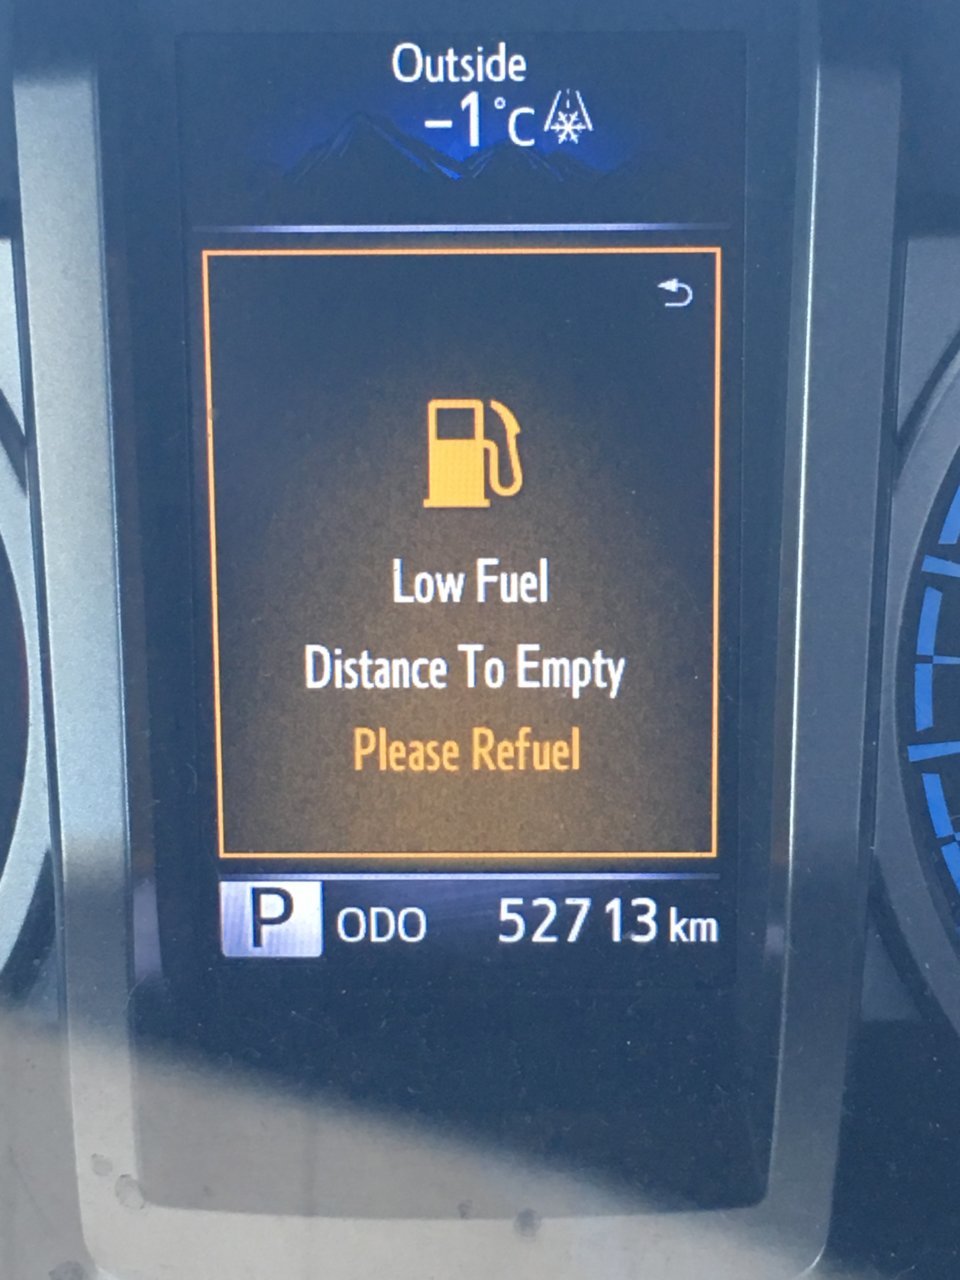 Outside
-1°C
Low Fuel
Distance To Empty
Please Refuel
P ODO 52713 km